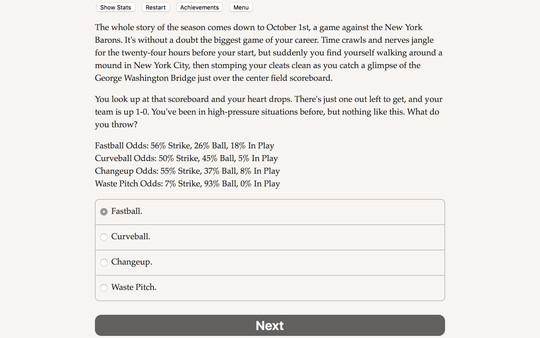 Show Stats Restart Achievements Menu
The whole story of the season comes down to October 1st, a game against the New York
Barons. It's without a doubt the biggest game of your career. Time crawls and nerves jangle
for the twenty-four hours before your start, but suddenly you find yourself walking around a
mound in New York City, then stomping your cleats clean as you catch a glimpse of the
George Washington Bridge just over the center field scoreboard.
You look up at that scoreboard and your heart drops. There's just one out left to get, and your
team is up 1-0. You've been in high-pressure situations before, but nothing like this. What do
you throw?
Fastball Odds: 56% Strike, 26% Ball, 18% In Play
Curveball Odds: 50% Strike, 45% Ball, 5% In Play
Changeup Odds: 55% Strike, 37% Ball, 8% In Play
Waste Pitch Odds: 7% Strike, 93% Ball, 0% In Play
Fastball.
Curveball.
Changeup.
Waste Pitch.
Next